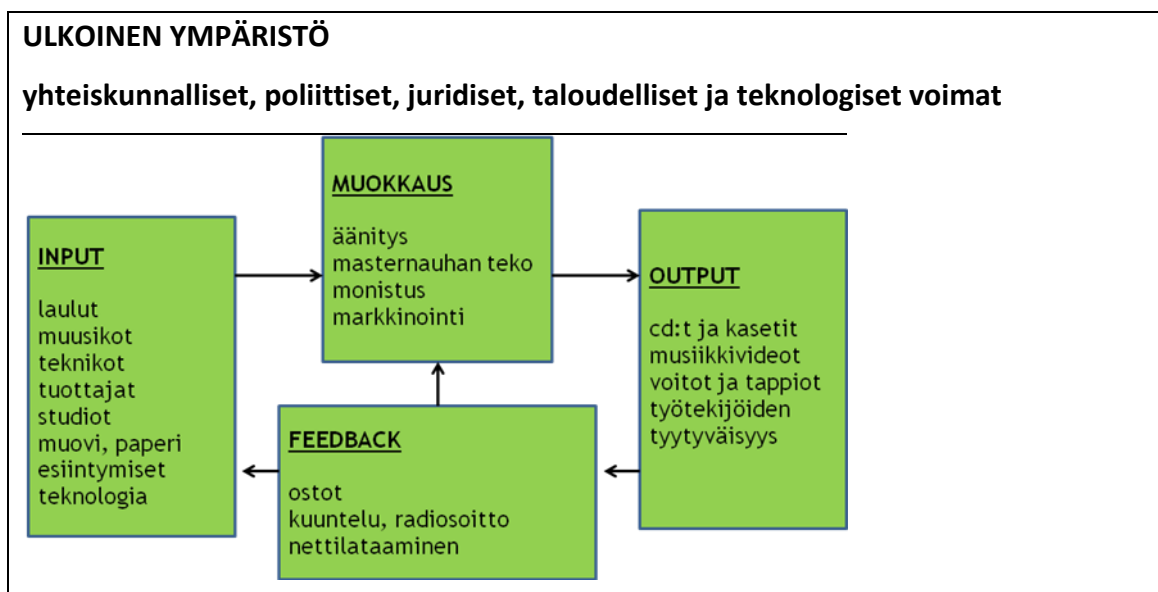 ULKOINEN YMPÄRISTÖ
yhteiskunnalliset, poliittiset, juridiset, taloudelliset ja teknologiset voimat
INPUT
laulut
muusikot
teknikot
tuottajat
studiot
muovi, paperi
esiintymiset
teknologia
MUOKKAUS
äänitys
masternauhan teko
monistus
markkinointi
OUTPUT
cd:t ja kasetit
musiikkivideot
voitot ja tappiot
työtekijöiden
tyytyväisyys
FEEDBACK
ostot
kuuntelu, radiosoitto
nettilataaminen